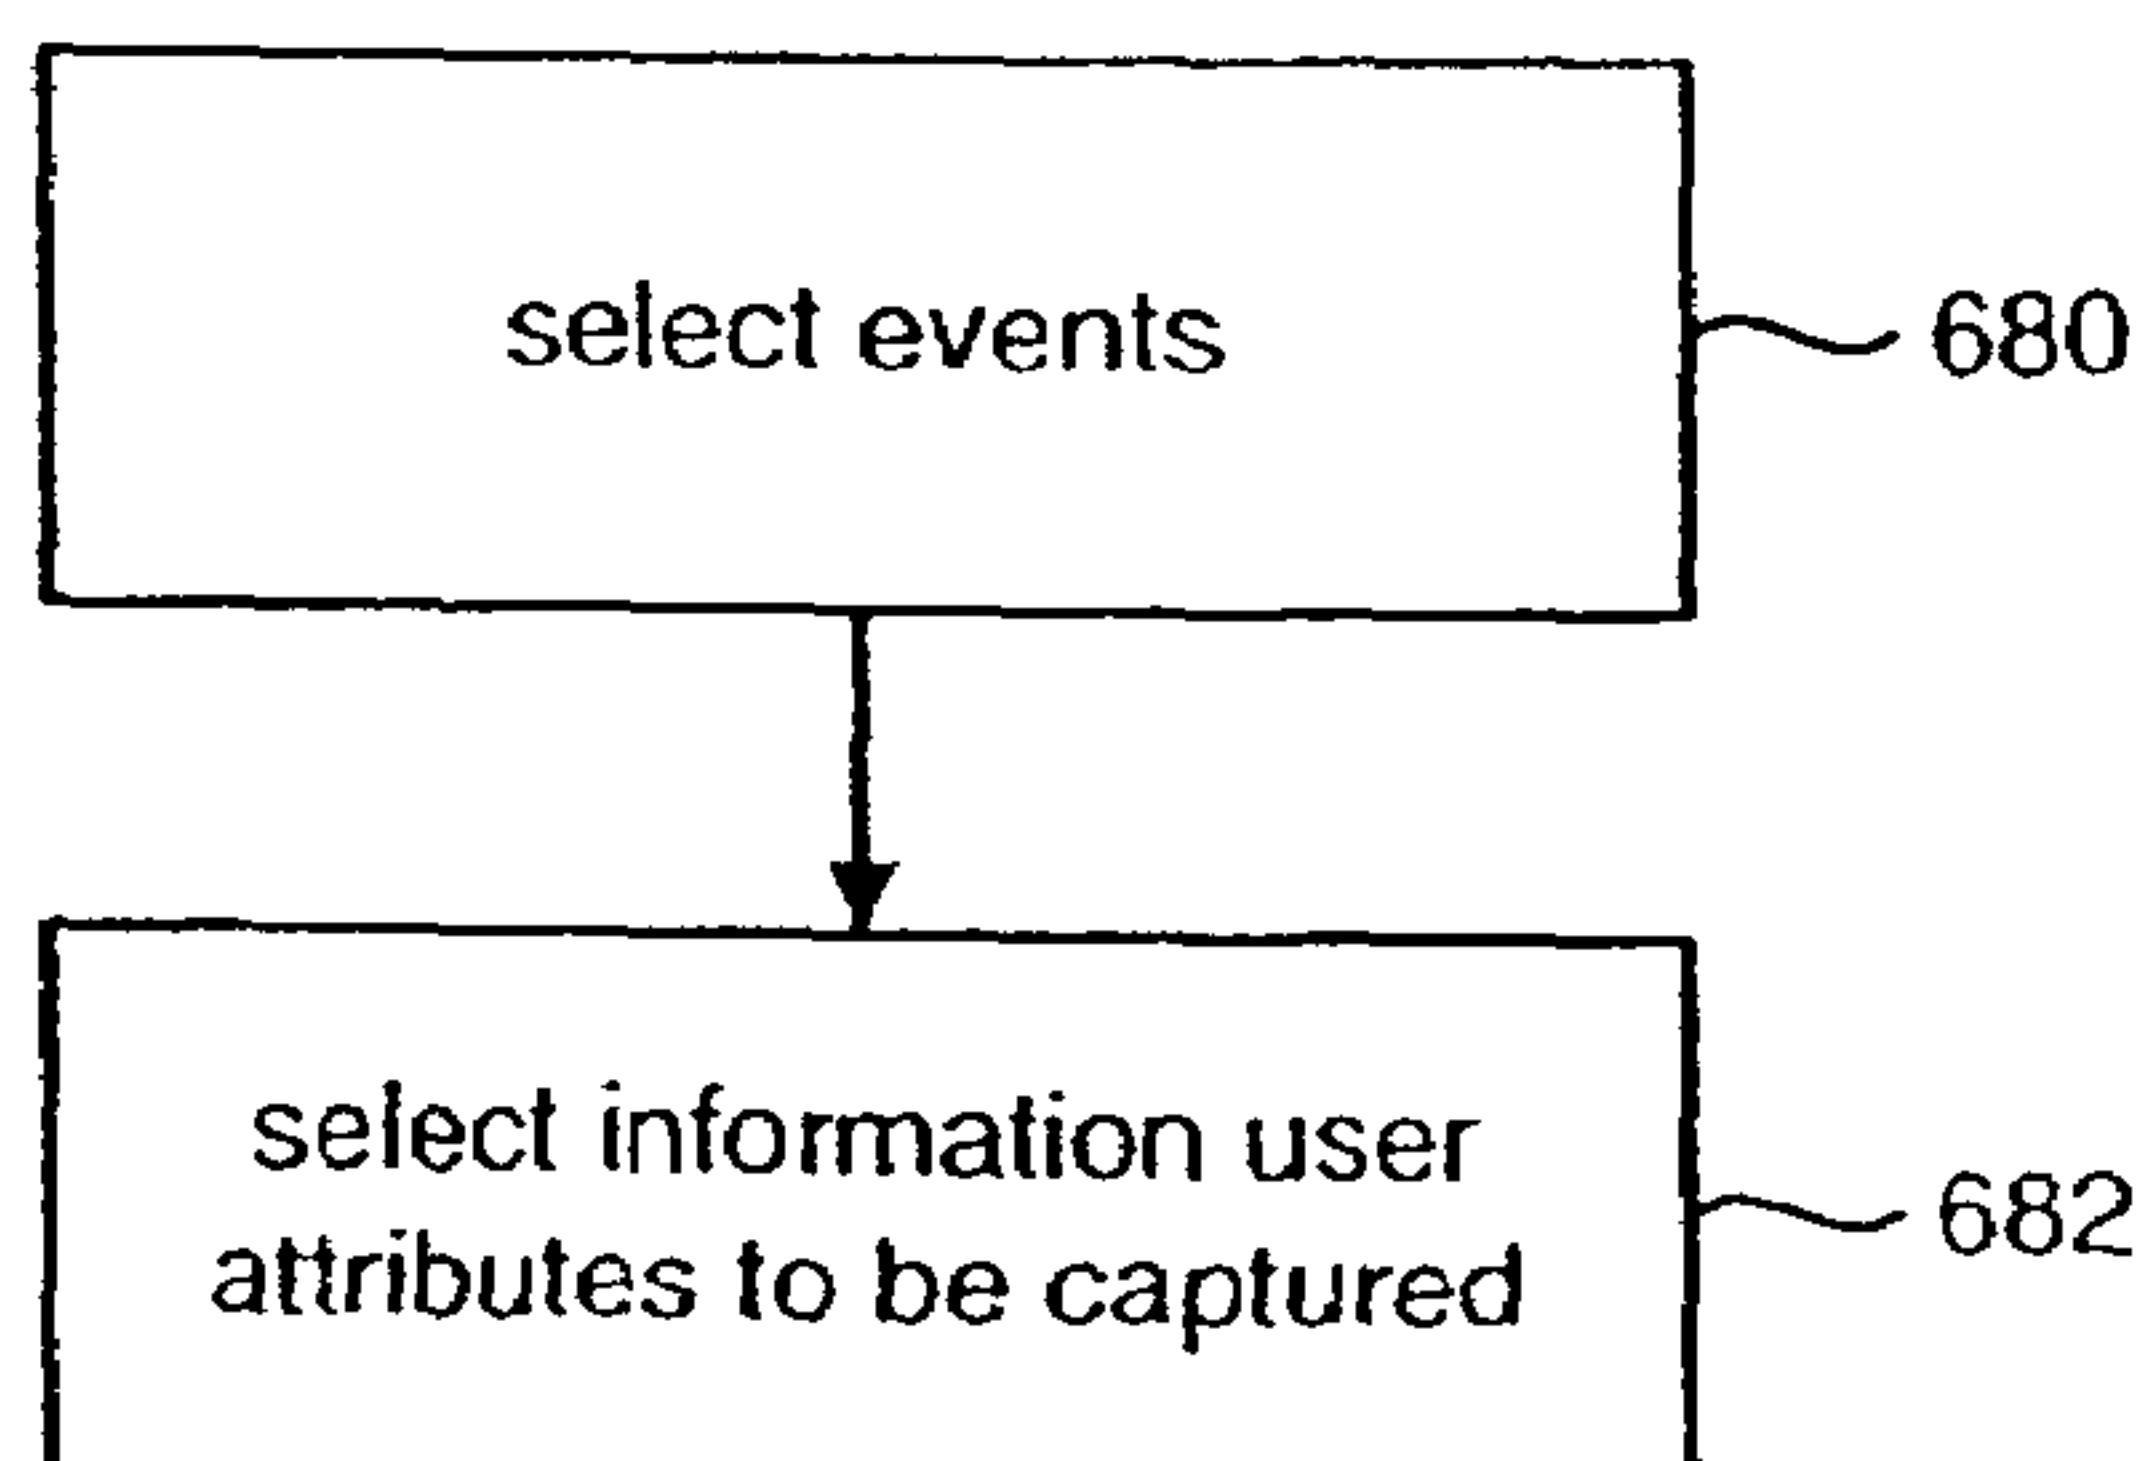 select events
680
select information user
attributes to be captured
682